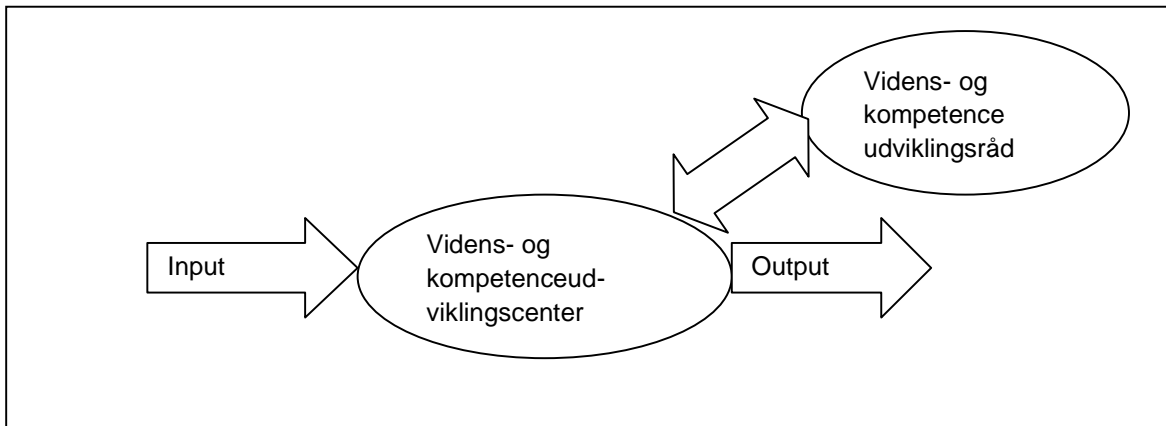 Videns- og
kompetence
udviklingsråd
Input
Videns- og
kompetenceud-
viklingscenter
Output